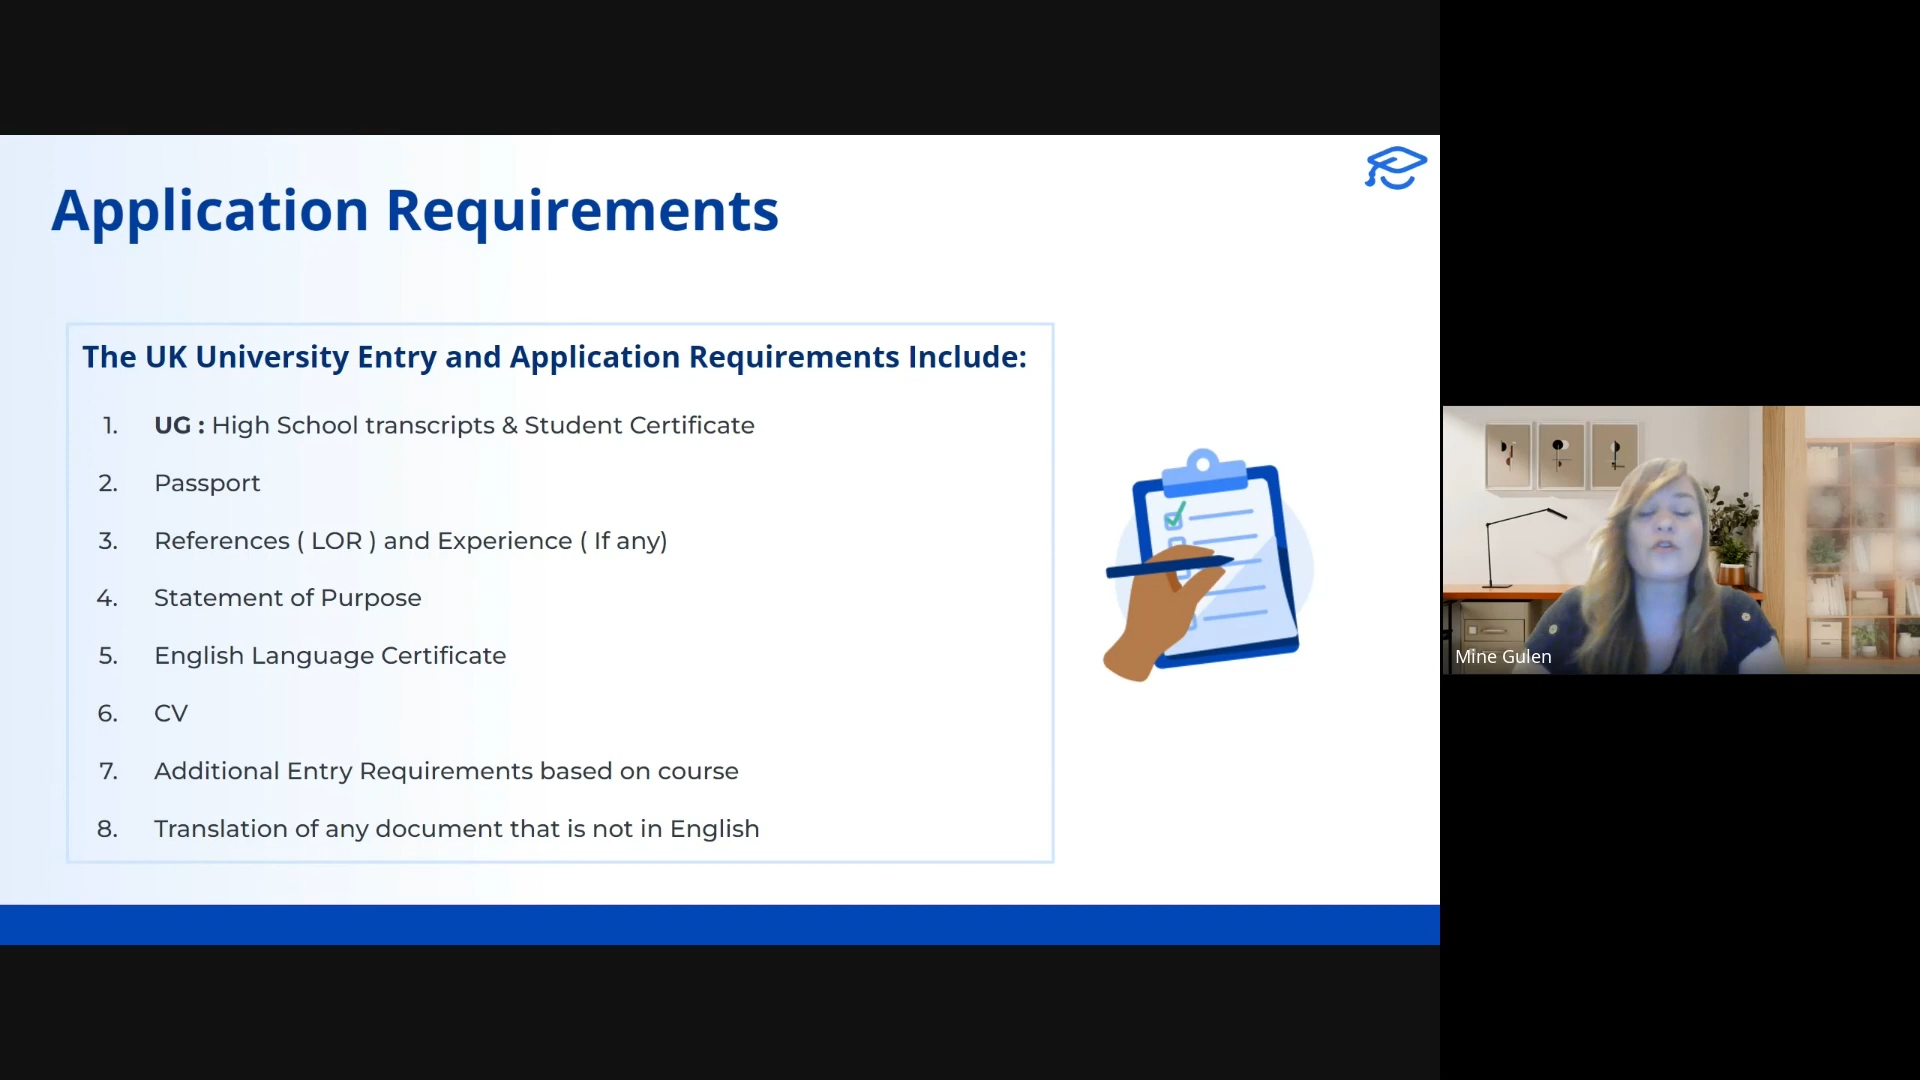 Application Requirements
The UK University Entry and Application Requirements Include:
1. UG : High School transcripts & Student Certificate
2. Passport
3. References ( LOR ) and Experience ( If any)
4. Statement of Purpose
5. English Language Certificate
6. CV
7. Additional Entry Requirements based on course
8. Translation of any document that is not in English
Mine Gulen